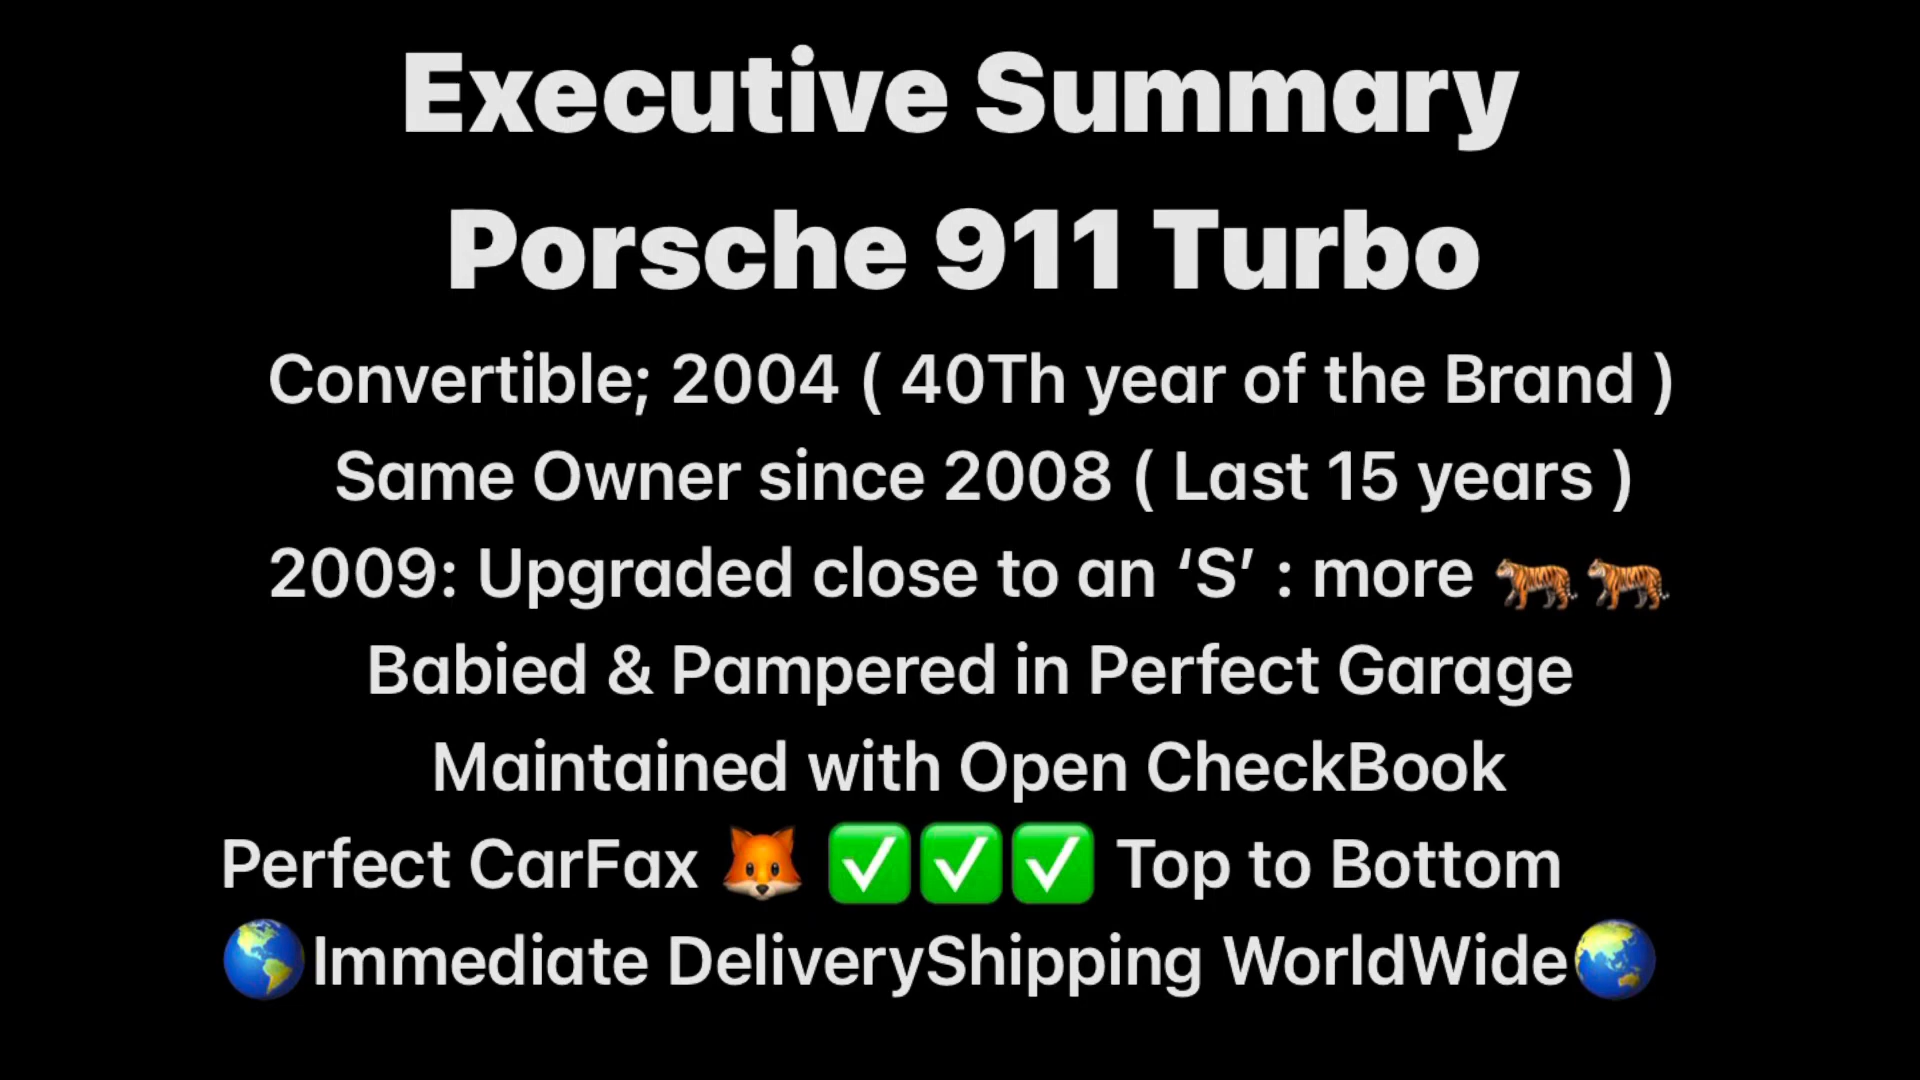 Executive Summary
Porsche 911 Turbo
Convertible; 2004 ( 40Th year of the Brand )
Same Owner since 2008 ( Last 15 years )
2009: Upgraded close to an ‘S’ : more 🐅🐅
Babied & Pampered in Perfect Garage
Maintained with Open CheckBook
Perfect CarFax 🦊 ✅✅✅ Top to Bottom
🌎Immediate DeliveryShipping WorldWide🌏